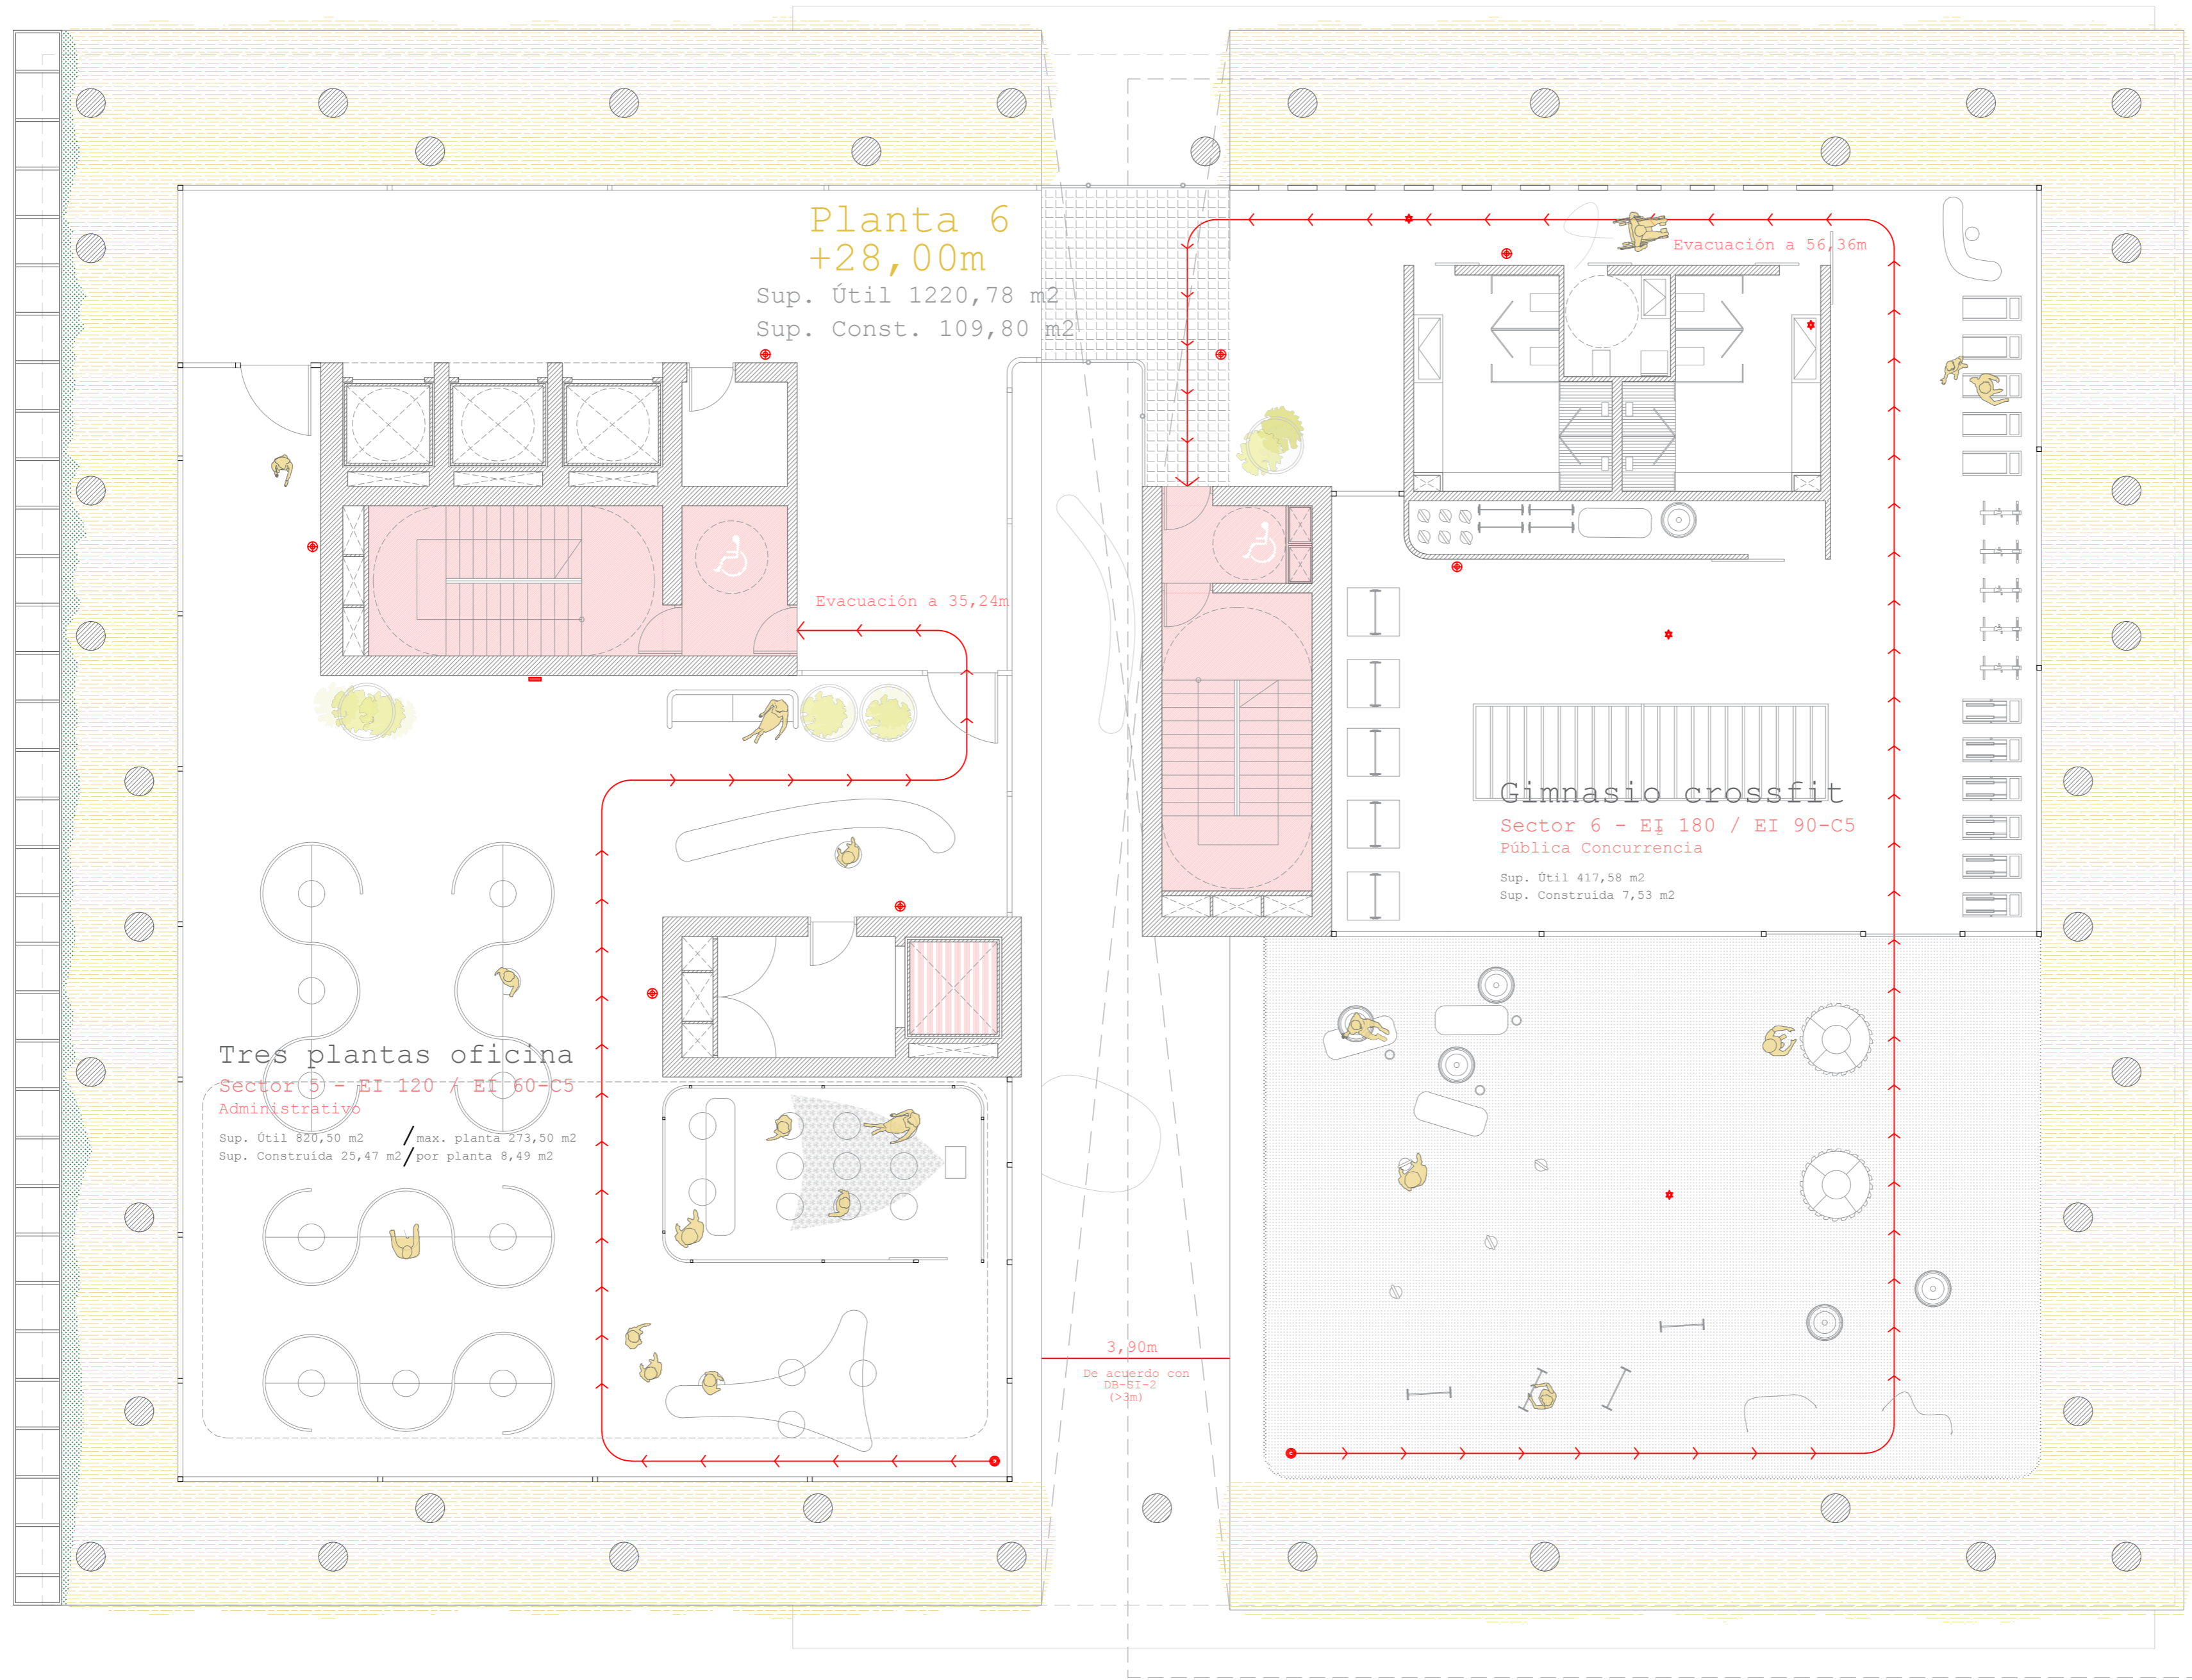 Planta 6
+28,00m
Sup. Útil 1220,78 m2
Sup. Const. 109,80 m2
Evacuación a 56,36m
Evacuación a 35,24m
Gimnasio crossfit
Sector 6 - EI 180 / EI 90-C5
2
Pública Concurrencia
Sup. Útil 417,58 m2
Sup. Construída 7,53 m2
Tres plantas oficina
Sector 5 - EI 120 / EI 60-C5
Administrativo
Sup. Útil 820,50 m2 / max. planta 273,50 m2
Sup. Construída 25,47 m2 / por planta 8,49 m2
3,90m
De acuerdo con
DB-SI-2
(>3m)